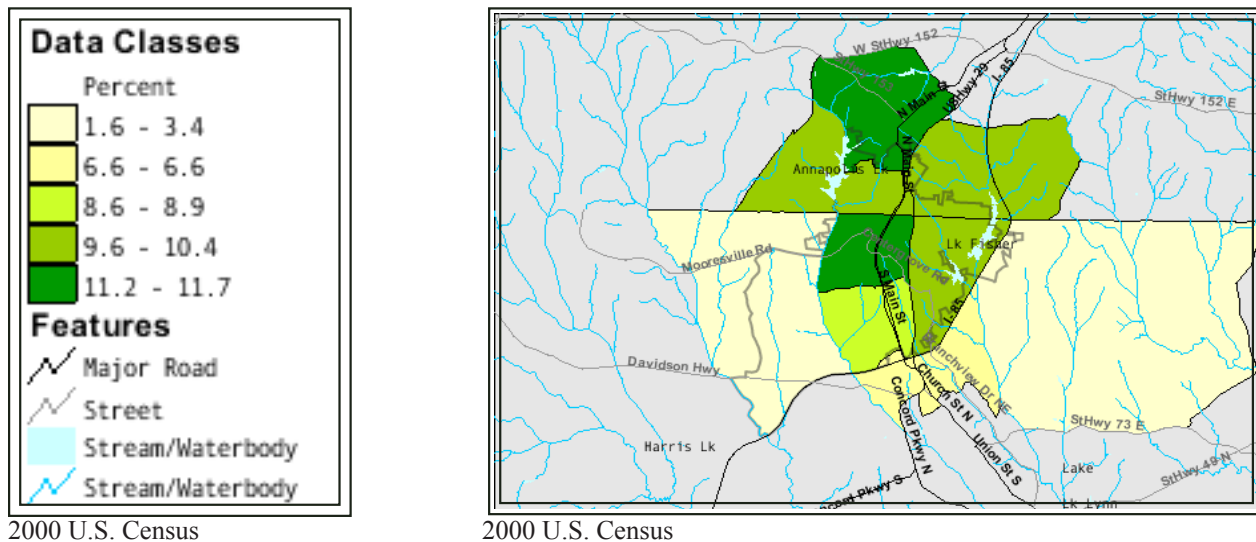 Data Classes
Percent
1.6 - 3.4
6.6 - 6.6
8.6 - 8.9
9.6 - 10.4
11.2 - 11.7
Features
Major Road
Street
Stream/Waterbody
Stream/Waterbody
2000 U.S. Census
W StHwy 152
N Main St
USHwy 29
I- 85
StHwy 152 E
N Main St
Annapolis Lk
Lk Fisher
Mooresville Rd
S Main St
I- 85
Davidson Hwy
Church St N
Concord Pkwy N
Union St S
StHwy 73 E
Harris Lk
Lake
StHwy 49 N
Lk Lynn
2000 U.S. Census